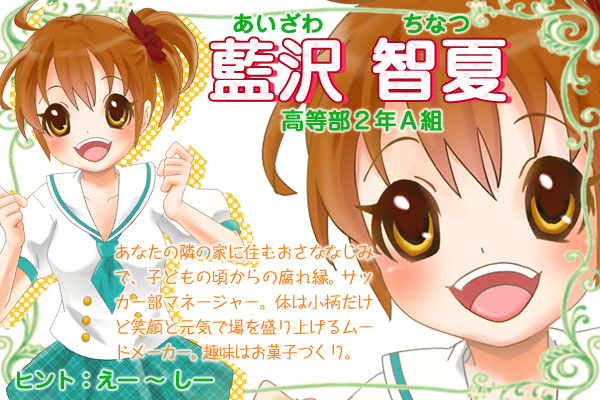 あいざわ ちなつ
藍沢 智夏
高等部２年Ａ組
あなたの隣の家に住むおさななじみ
で、子どもの頃からの腐れ縁。サッ
カー部マネージャー。体は小柄だけ
ど笑顔と元気で場を盛り上げるムー
ドメーカー。趣味はお菓子づくり。
ヒント：えー～しー